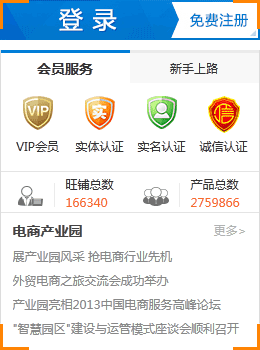 登录 免费注册
会员服务 新手上路
VIP 实 信
VIP会员 实体认证 实名认证 诚信认证
旺铺总数 产品总数
166340 2759866
电商产业园 更多>
展产业园风采 抢电商行业先机
外贸电商之旅交流会成功举办
产业园亮相2013中国电商服务高峰论坛
"智慧园区"建设与运管模式座谈会顺利召开